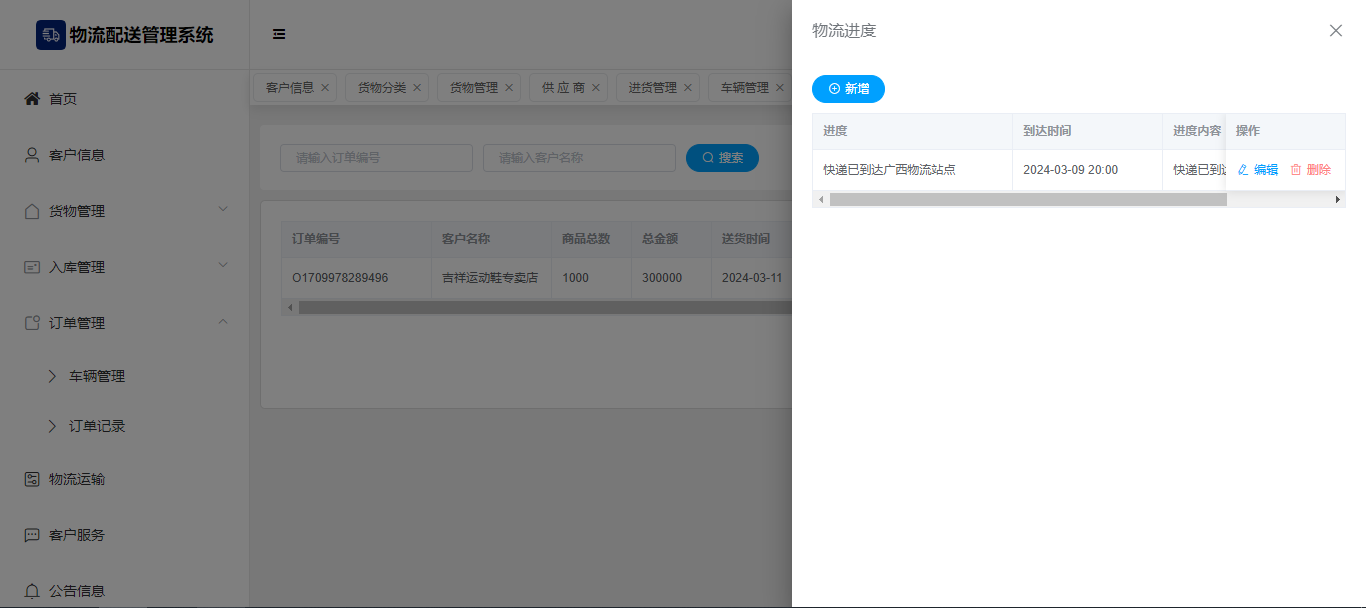 物流配送管理系统
首页
客户信息
货物管理
入库管理
订单管理
车辆管理
订单记录
物流运输
客户服务
公告信息
客户信息 货物分类 货物管理 供 应 商 进货管理 车辆管理
请输入订单编号 请输入客户名称 搜索
订单编号 客户名称 商品总数 总金额 送货时间
O1709978289496 吉祥运动鞋专卖店 1000 300000 2024-03-11
物流进度
新增
进度 到达时间 进度内容 操作
快递已到达广西物流站点 2024-03-09 20:00 快递已到 编辑 删除